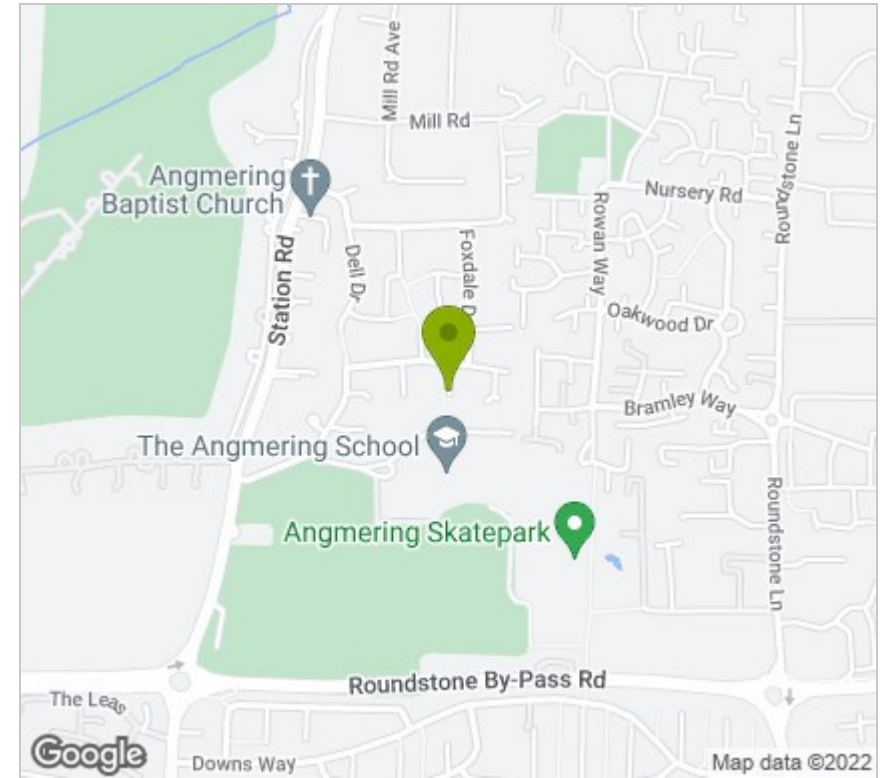 Mill Rd Ave
Mill Rd
Angmering
Baptist Church
Nursery Rd
Roundstone Ln
Rowan Way
Foxdale D
Dell Dr
Station Rd
Oakwood Dr
Bramley Way
The Angmering School
Angmering Skatepark
Roundstone Ln
Roundstone By-Pass Rd
The Leas
Downs Way
Google
Map data ©2022